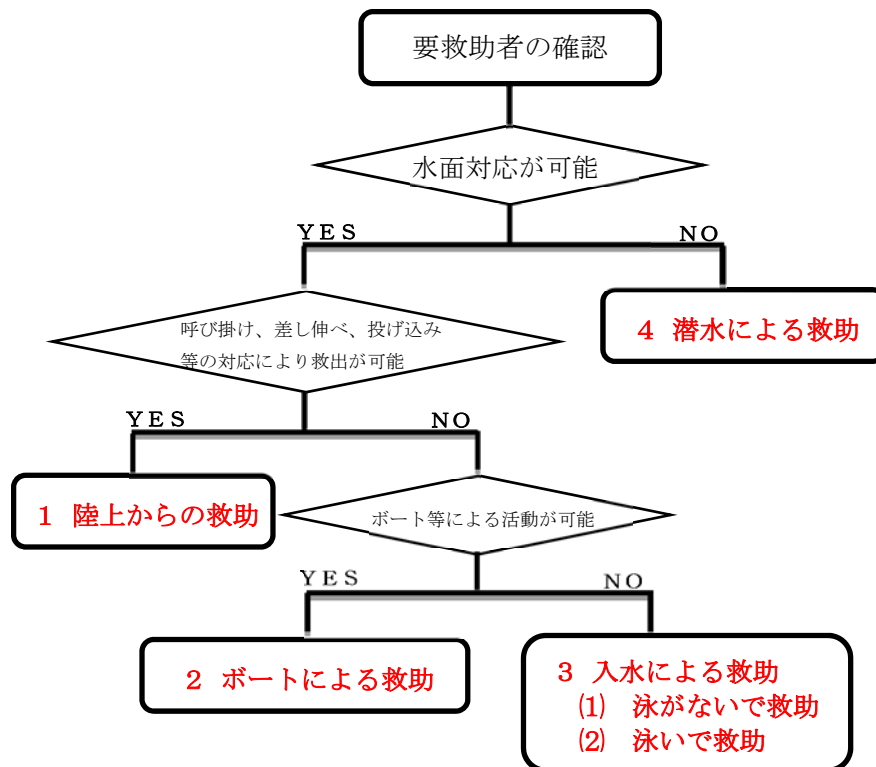 要救助者の確認
水面対応が可能
YES
NO
呼び掛け、差し伸べ、投げ込み
等の対応により救出が可能
4 潜水による救助
YES
NO
1 陸上からの救助
ボート等による活動が可能
YES
NO
2 ボートによる救助
3 入水による救助
⑴ 泳がないで救助
⑵ 泳いで救助